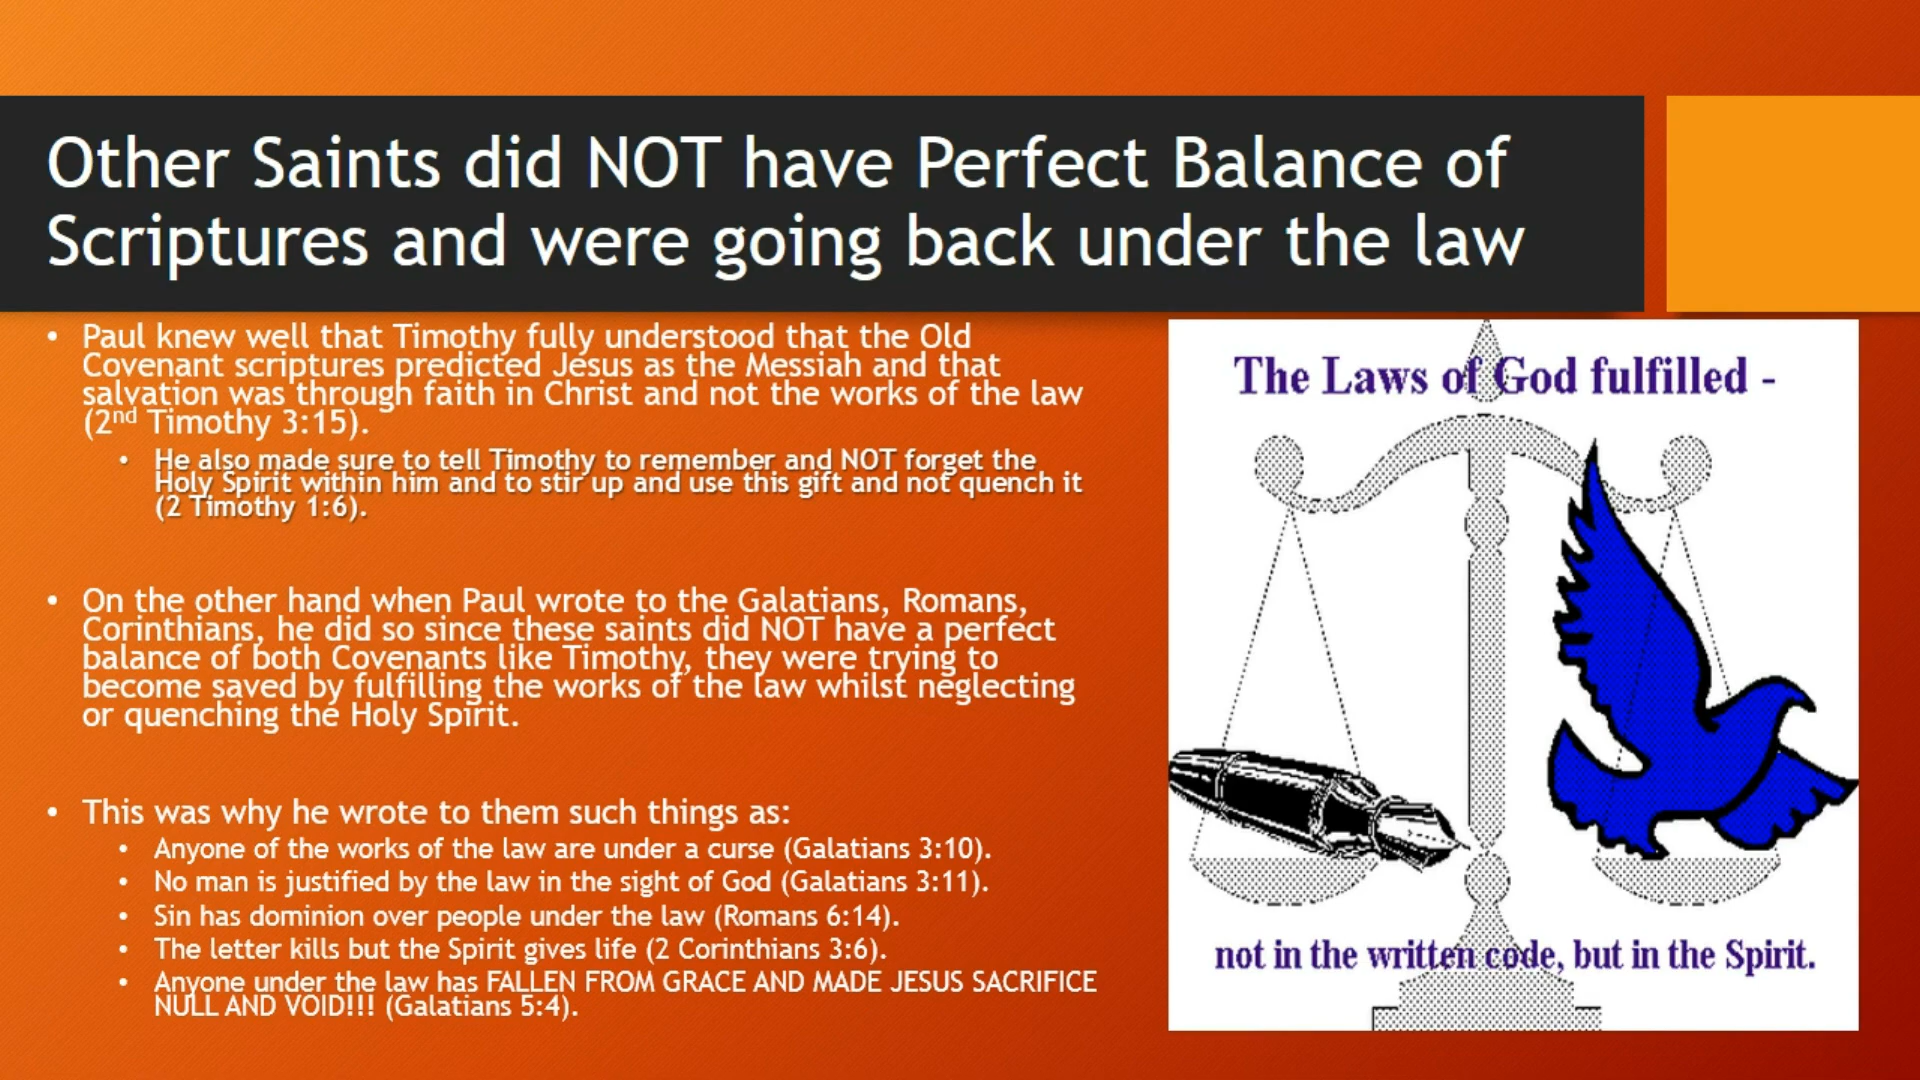 Other Saints did NOT have Perfect Balance of
Scriptures and were going back under the law
• Paul knew well that Timothy fully understood that the Old
Covenant scriptures predicted Jesus as the Messiah and that
salvation was through faith in Christ and not the works of the law
(2nd Timothy 3:15).
• He also made sure to tell Timothy to remember and NOT forget the
Holy Spirit within him and to stir up and use this gift and not quench it
(2 Timothy 1:6).
• On the other hand when Paul wrote to the Galatians, Romans,
Corinthians, he did so since these saints did NOT have a perfect
balance of both Covenants like Timothy, they were trying to
become saved by fulfilling the works of the law whilst neglecting
or quenching the Holy Spirit.
• This was why he wrote to them such things as:
• Anyone of the works of the law are under a curse (Galatians 3:10).
• No man is justified by the law in the sight of God (Galatians 3:11).
• Sin has dominion over people under the law (Romans 6:14).
• The letter kills but the Spirit gives life (2 Corinthians 3:6).
• Anyone under the law has FALLEN FROM GRACE AND MADE JESUS SACRIFICE
NULL AND VOID!!! (Galatians 5:4).
The Laws of God fulfilled -
not in the written code, but in the Spirit.